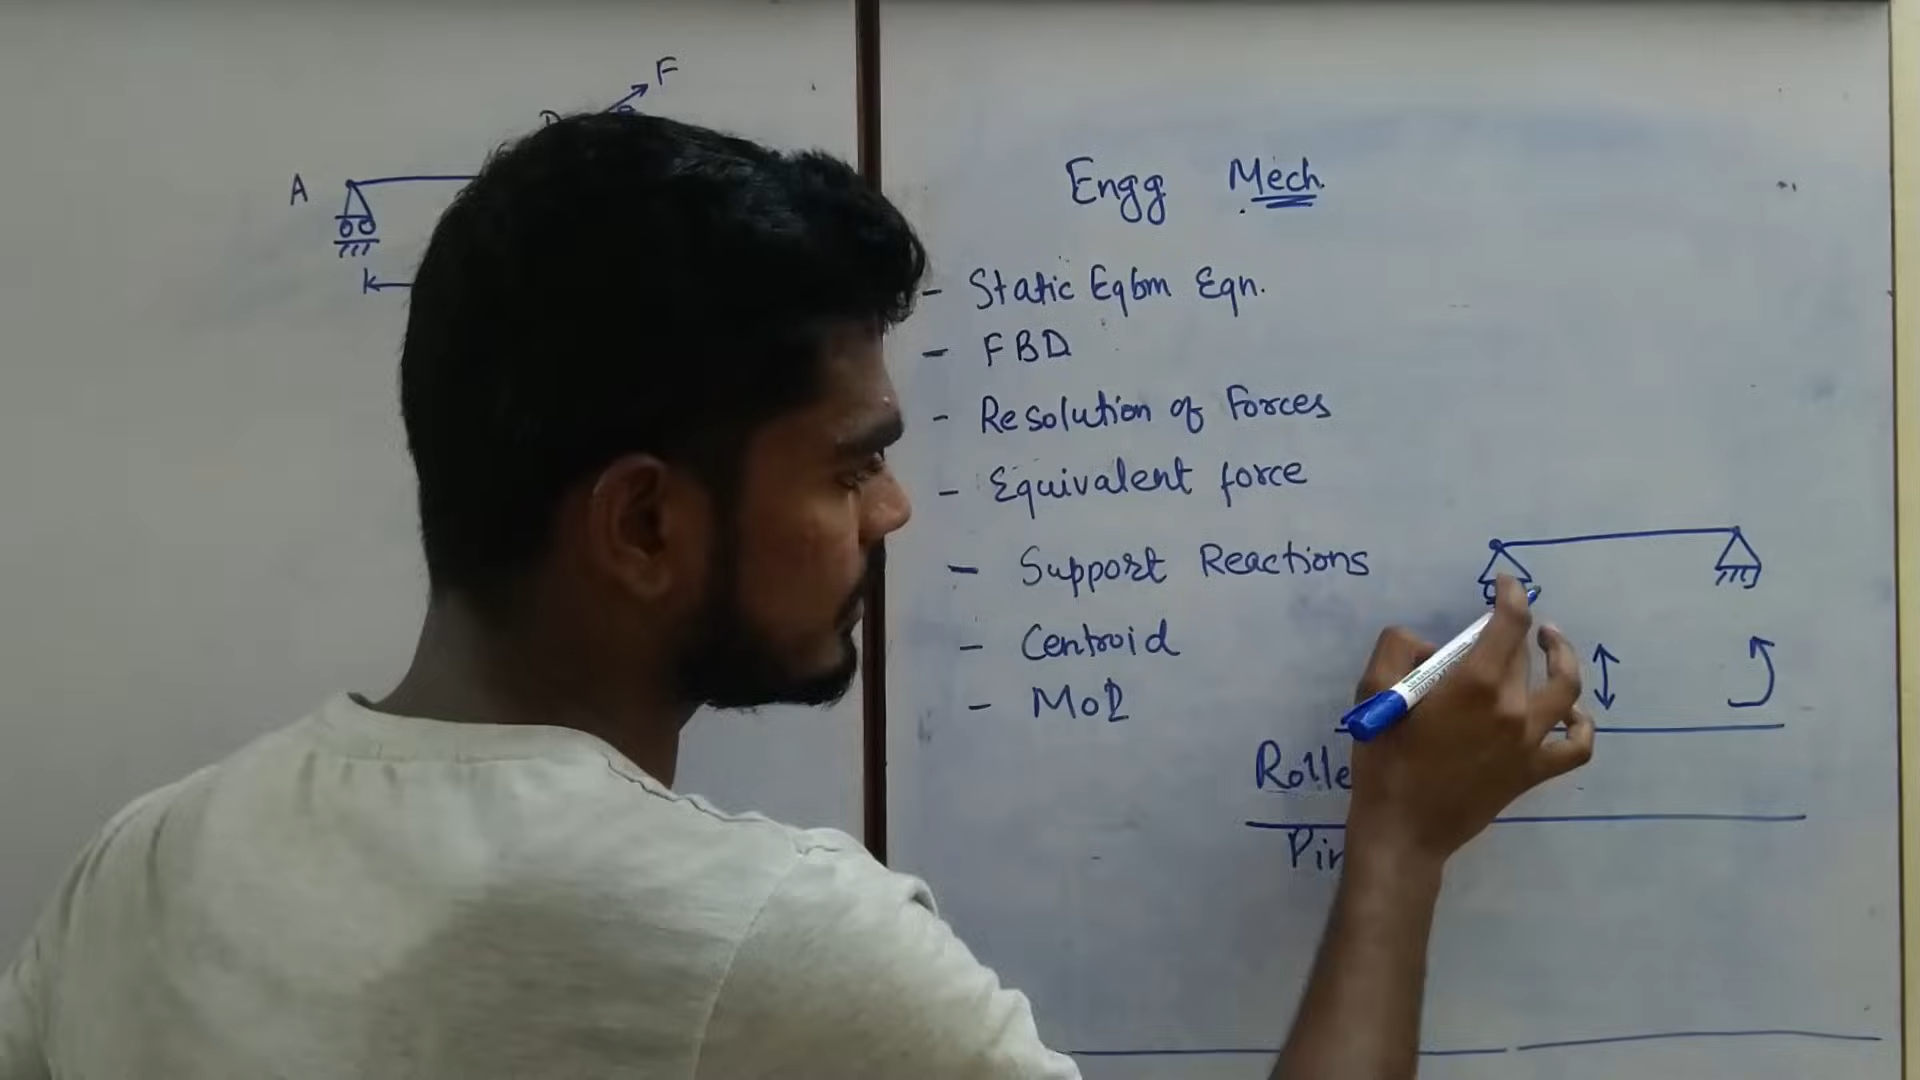 F
A
Engg Mech
- Static Eqbm Eqn.
- FBD
- Resolution of Forces
- Equivalent force
- Support Reactions
- Centroid
- MoI
Rolle
Pin